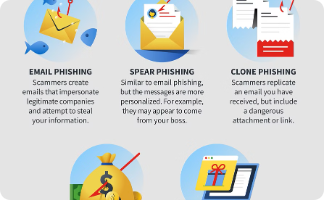 EMAIL PHISHING
Scammers create
emails that impersonate
legitimate companies
and attempt to steal
your information.
SPEAR PHISHING
Similar to email phishing,
but the messages are more
personalized. For example,
they may appear to come
from your boss.
CLONE PHISHING
Scammers replicate
an email you have
received, but include
a dangerous
attachment or link.
$